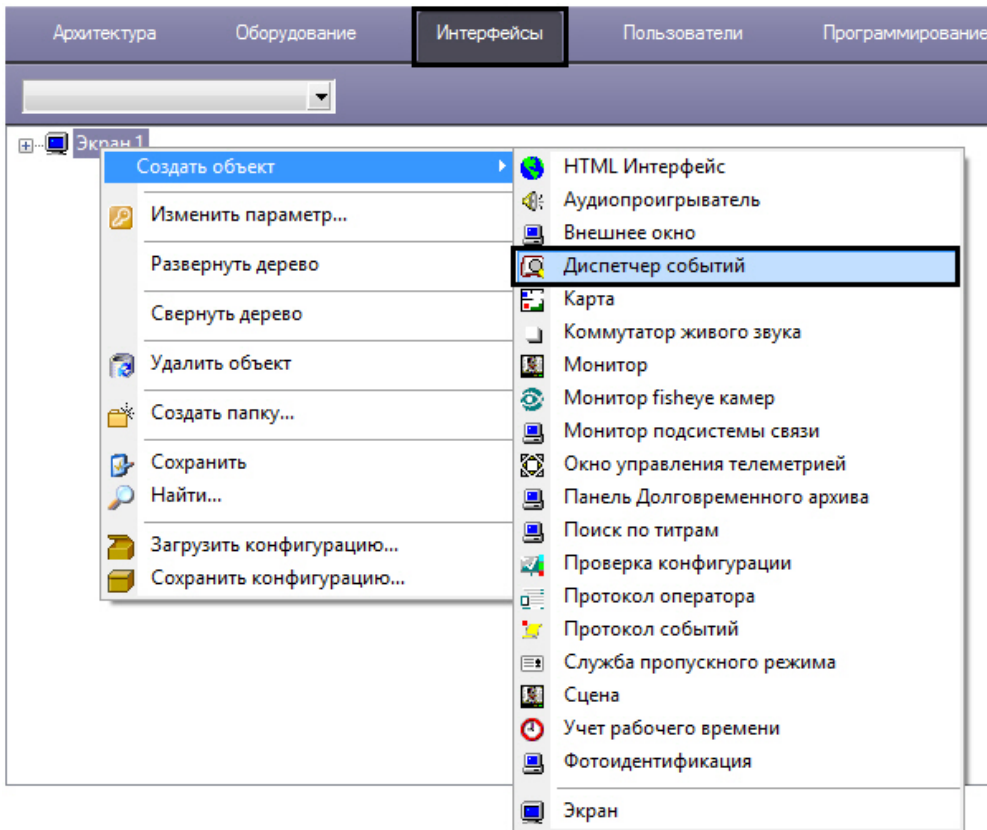 Архитектура Оборудование Интерфейсы Пользователи Программирование
Экран 1
Создать объект
Изменить параметр...
Развернуть дерево
Свернуть дерево
Удалить объект
Создать папку...
Сохранить
Найти...
Загрузить конфигурацию...
Сохранить конфигурацию...
HTML Интерфейс
Аудиопроигрыватель
Внешнее окно
Диспетчер событий
Карта
Коммутатор живого звука
Монитор
Монитор fisheye камер
Монитор подсистемы связи
Окно управления телеметрией
Панель Долговременного архива
Поиск по титрам
Проверка конфигурации
Протокол оператора
Протокол событий
Служба пропускного режима
Сцена
Учет рабочего времени
Фотоидентификация
Экран